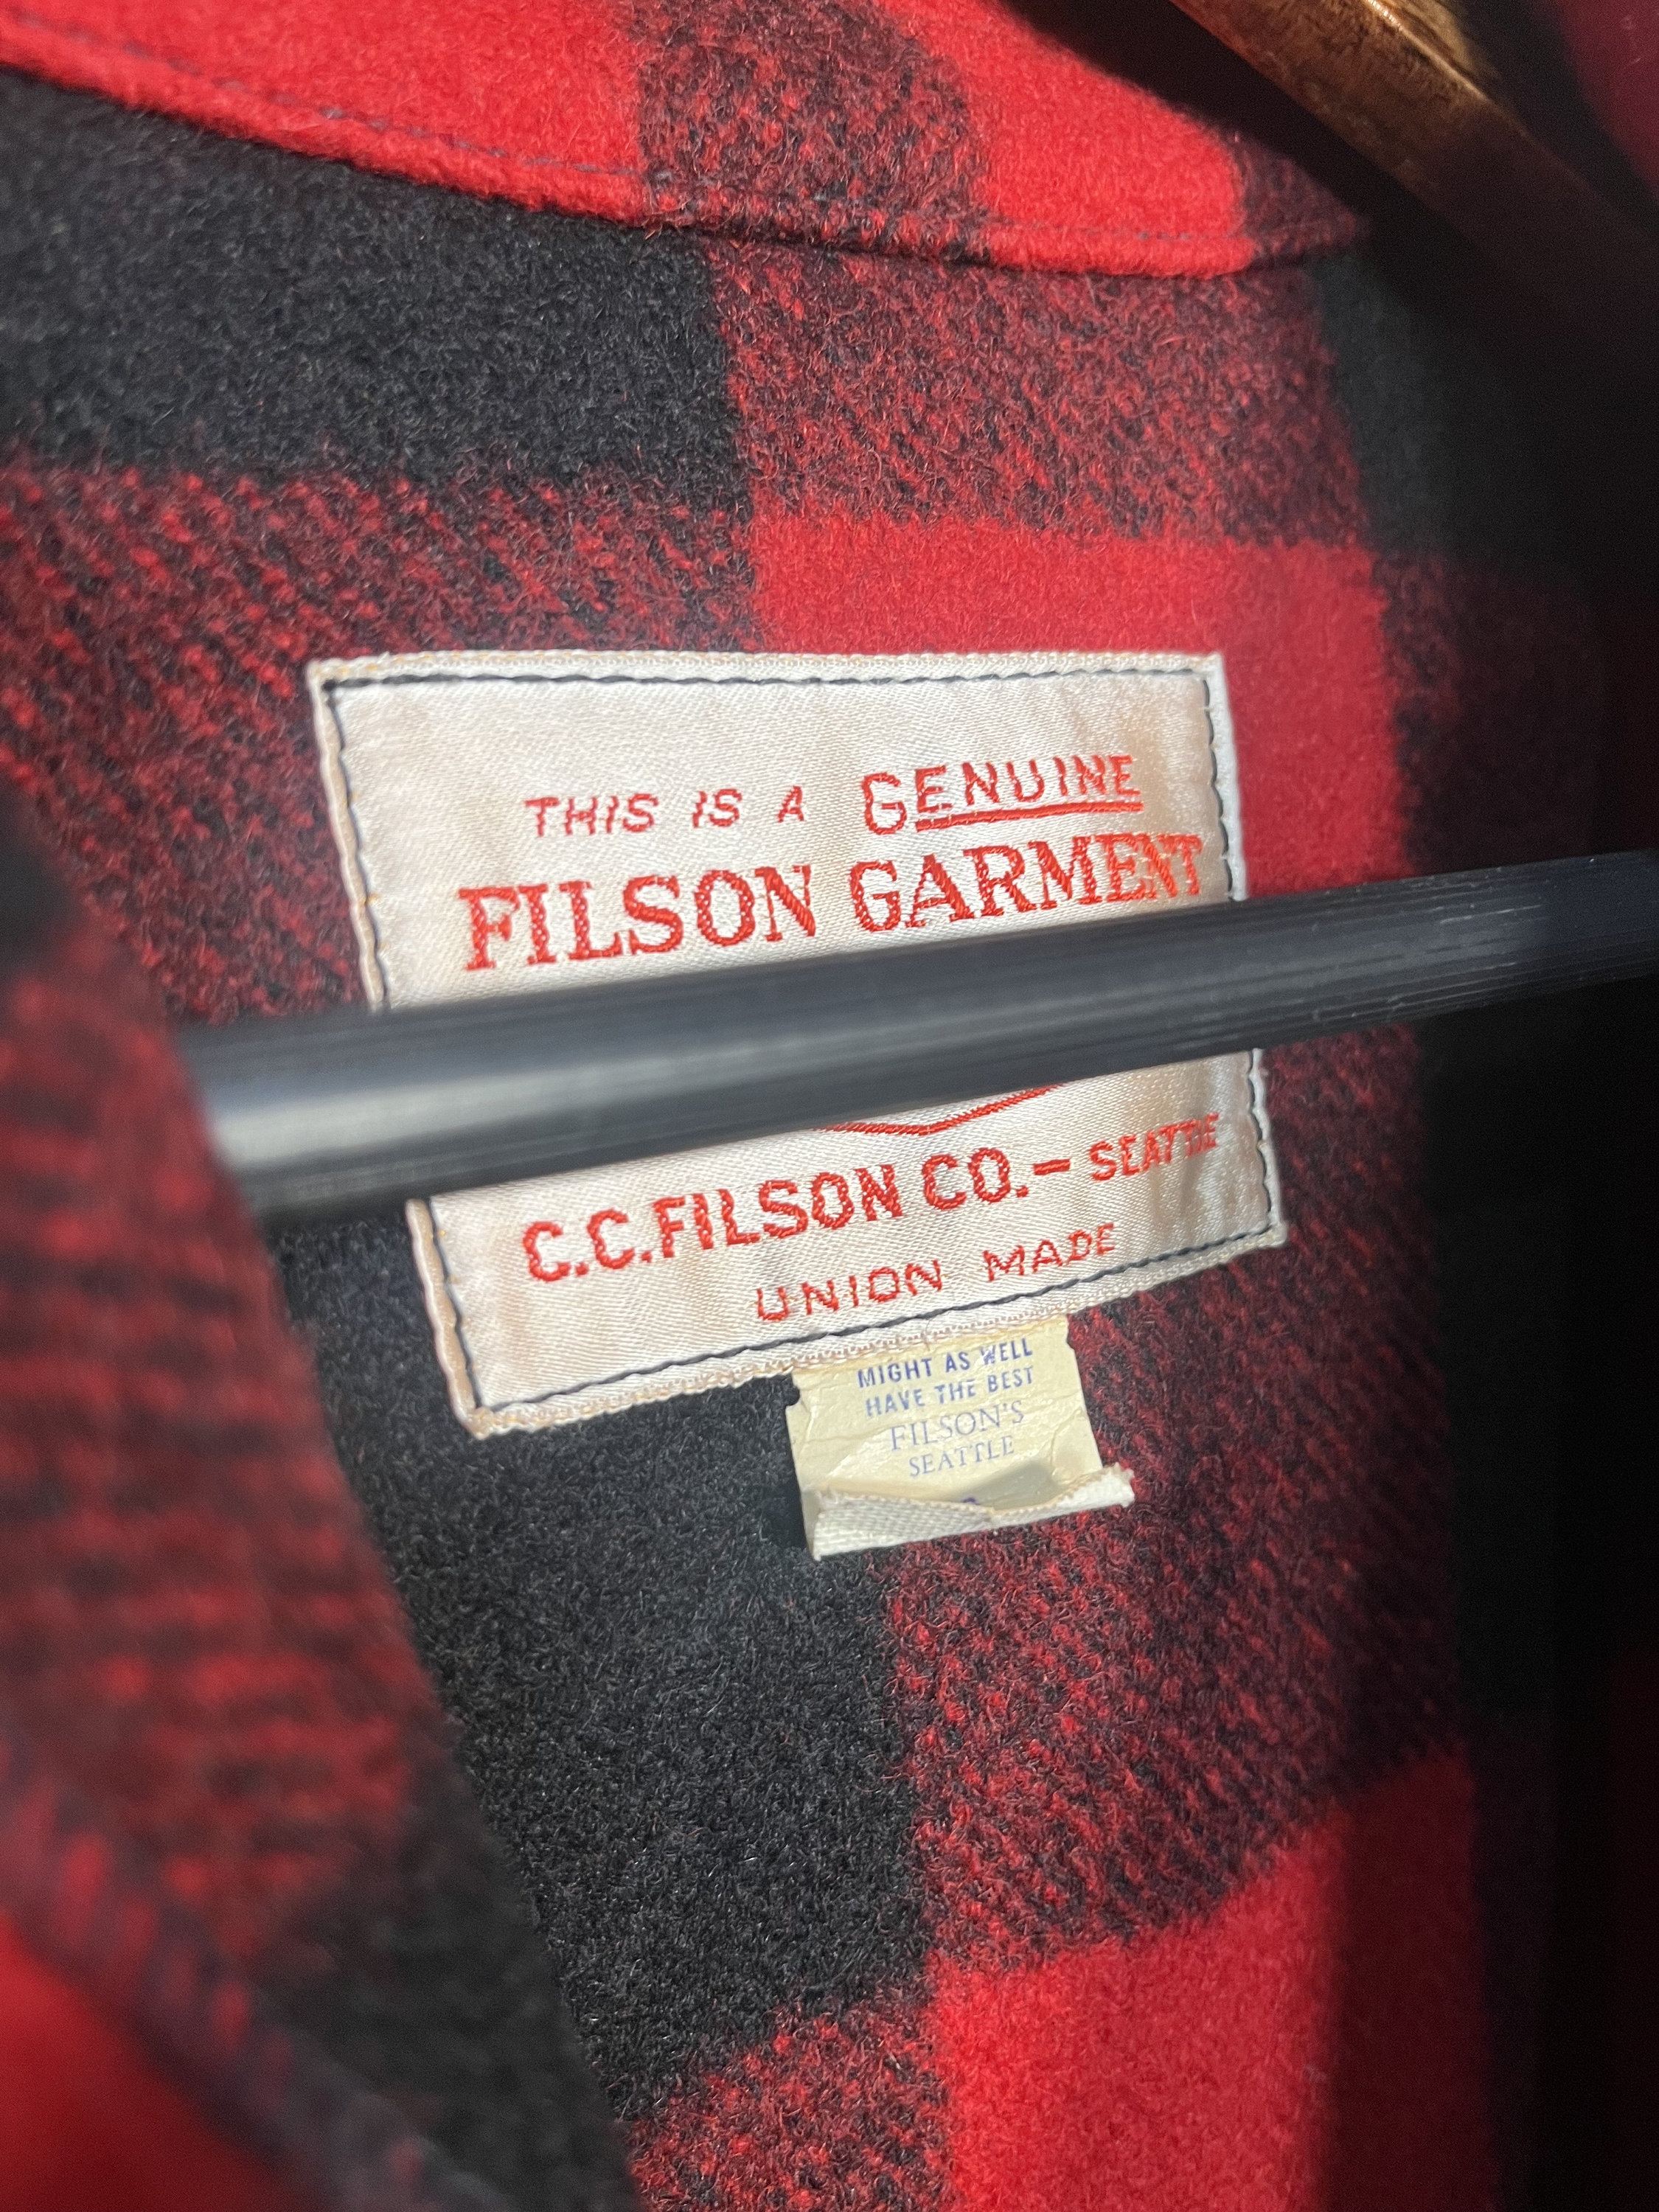 THIS IS A GENUINE
FILSON GARMENT
C.C.FILSON CO.– SEATTLE
UNION MADE
MIGHT AS WELL
HAVE THE BEST
FILSON'S
SEATTLE